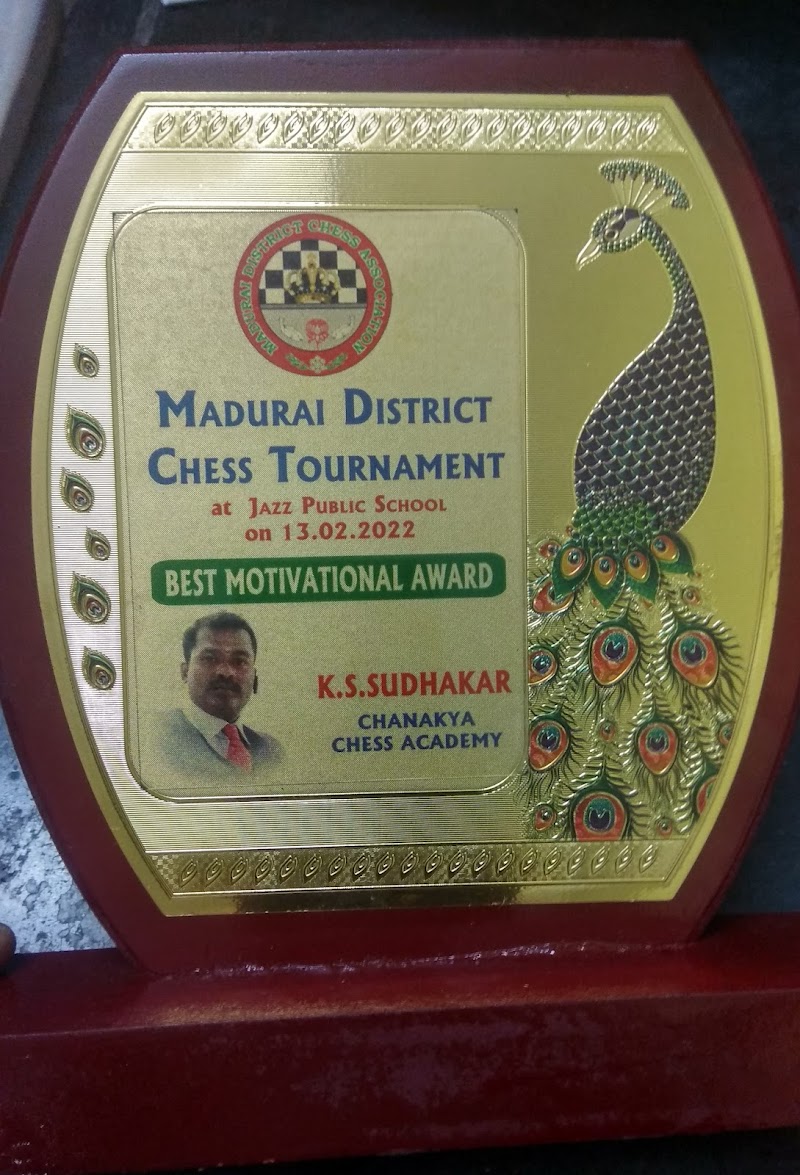 MADURAI DISTRICT CHESS ASSOCIATION
MADURAI DISTRICT
CHESS TOURNAMENT
at JAZZ PUBLIC SCHOOL
on 13.02.2022
BEST MOTIVATIONAL AWARD
K.S.SUDHAKAR
CHANAKYA
CHESS ACADEMY